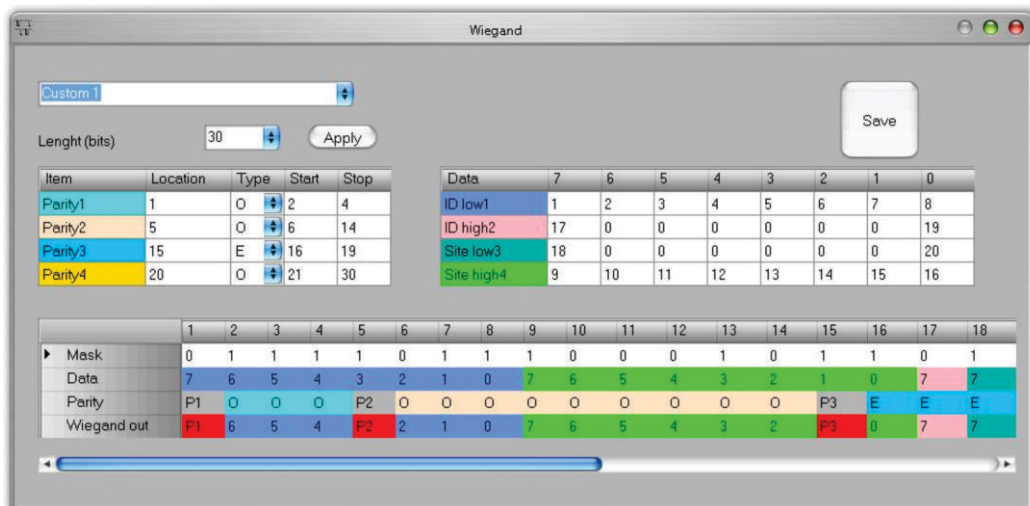 Wiegand
Custom 1
Save
Lenght (bits) 30 Apply
Item Location Type Start Stop
Parity1 1 O 2 4
Parity2 5 O 6 14
Parity3 15 E 16 19
Parity4 20 O 21 30
Data 7 6 5 4 3 2 1 0
ID low1 1 2 3 4 5 6 7 8
ID high2 17 0 0 0 0 0 0 19
Site low3 18 0 0 0 0 0 0 20
Site high4 9 10 11 12 13 14 15 16
1 2 3 4 5 6 7 8 9 10 11 12 13 14 15 16 17 18
Mask 0 1 1 1 1 0 1 1 1 0 0 0 1 0 1 1 0 1
Data 7 6 5 4 3 2 1 0 7 6 5 4 3 2 1 0 7 7
Parity P1 O O O P2 O O O O O O O O O P3 E E E
Wiegand out P1 6 5 4 P2 2 1 0 7 6 5 4 3 2 P3 0 7 7